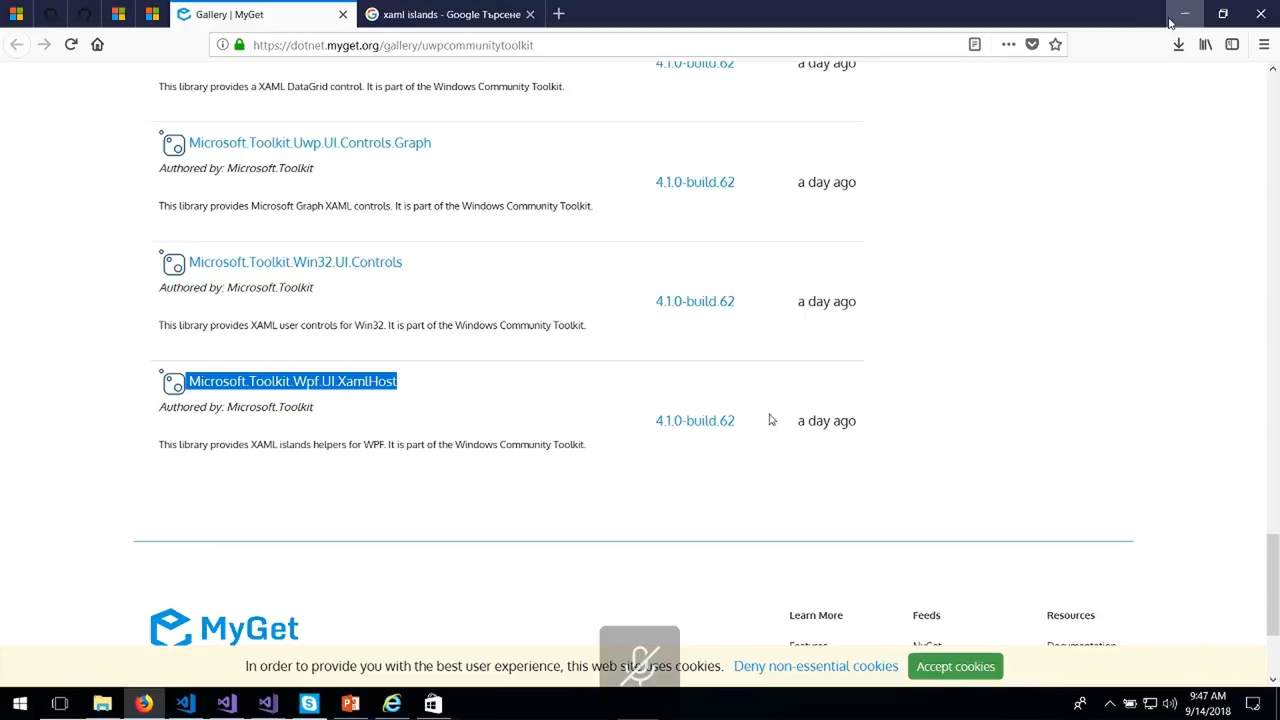 Gallery | MyGet
xaml islands - Google Търсене
https://dotnet.myget.org/gallery/uwpcommunitytoolkit
4.1.0-build.62
a day ago
This library provides a XAML DataGrid control. It is part of the Windows Community Toolkit.
Microsoft.Toolkit.Uwp.UI.Controls.Graph
Authored by: Microsoft.Toolkit
4.1.0-build.62
a day ago
This library provides Microsoft Graph XAML controls. It is part of the Windows Community Toolkit.
Microsoft.Toolkit.Win32.UI.Controls
Authored by: Microsoft.Toolkit
4.1.0-build.62
a day ago
This library provides XAML user controls for Win32. It is part of the Windows Community Toolkit.
Microsoft.Toolkit.Wpf.UI.XamlHost
Authored by: Microsoft.Toolkit
4.1.0-build.62
a day ago
This library provides XAML islands helpers for WPF. It is part of the Windows Community Toolkit.
MyGet
Learn More
Feeds
Resources
Features
MyGet
Documentation
In order to provide you with the best user experience, this web site uses cookies.
Deny non-essential cookies
Accept cookies
9:47 AM
9/14/2018